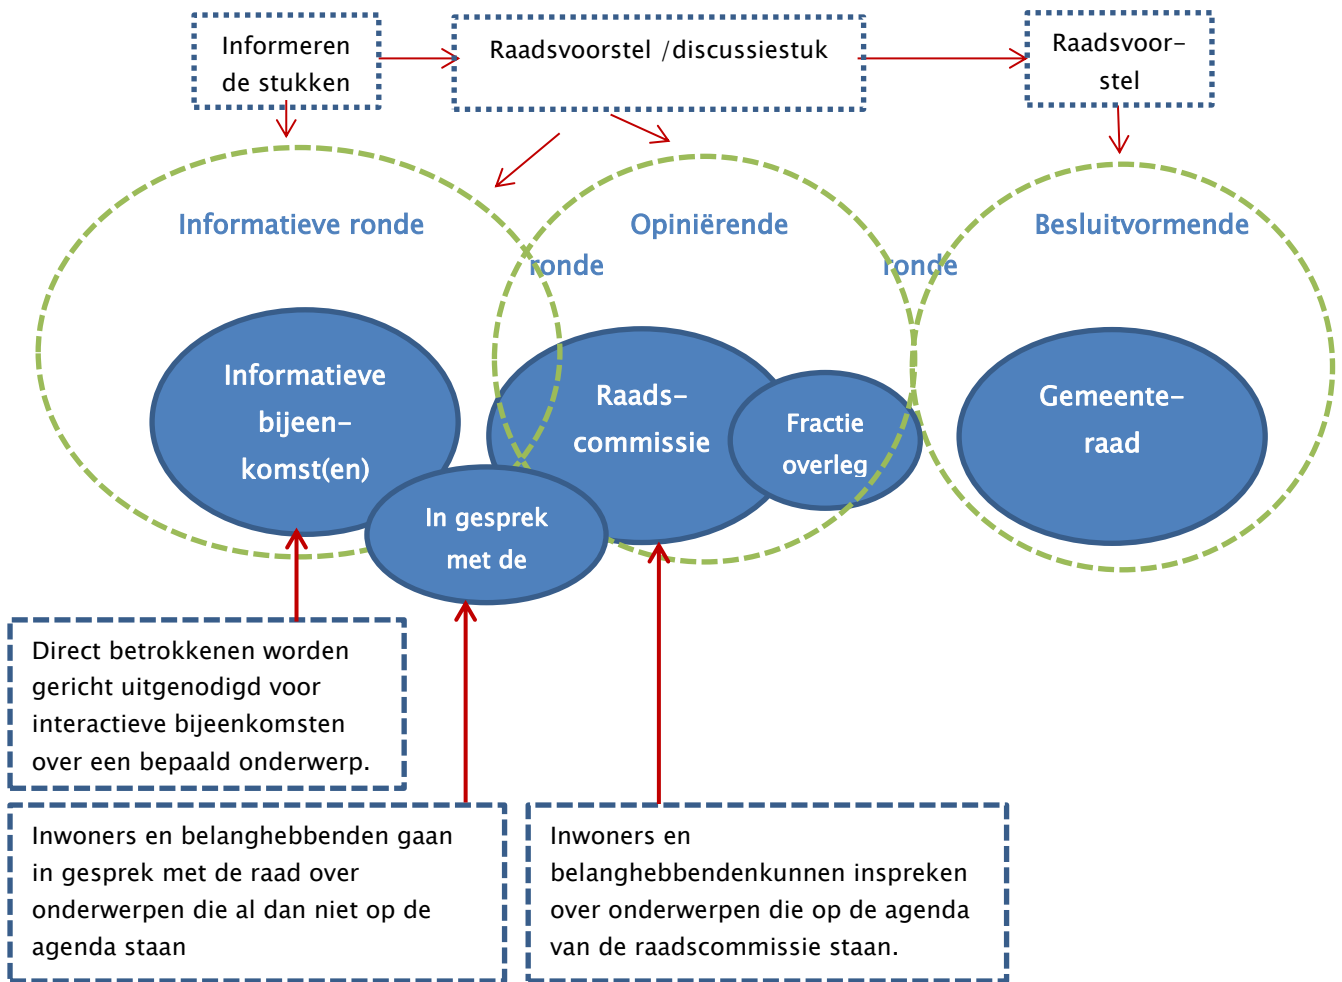 Informeren
de stukken
Raadsvoorstel /discussiestuk
Raadsvoor-
stel
Informatieve ronde
Opiniërende
ronde
Besluitvormende
ronde
Informatieve
bijeen-
komst(en)
Raads-
commissie
Fractie
overleg
Gemeente-
raad
In gesprek
met de
Direct betrokkenen worden
gericht uitgenodigd voor
interactieve bijeenkomsten
over een bepaald onderwerp.
Inwoners en belanghebbenden gaan
in gesprek met de raad over
onderwerpen die al dan niet op de
agenda staan
Inwoners en
belanghebbendenkunnen inspreken
over onderwerpen die op de agenda
van de raadscommissie staan.